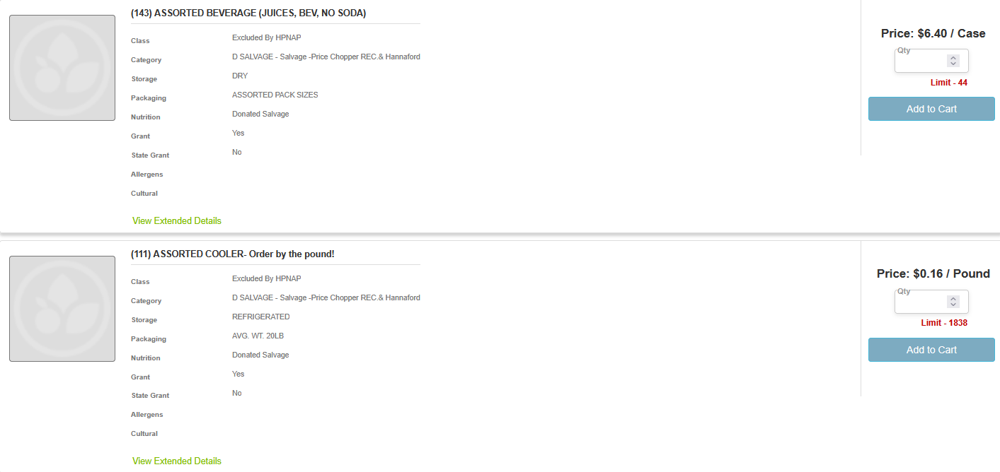 (143) ASSORTED BEVERAGE (JUICES, BEV, NO SODA)
Class Excluded By HPNAP
Category D SALVAGE - Salvage -Price Chopper REC.& Hannaford
Storage DRY
Packaging ASSORTED PACK SIZES
Nutrition Donated Salvage
Grant Yes
State Grant No
Allergens
Cultural
View Extended Details
Price: $6.40 / Case
Qty
Limit - 44
Add to Cart
(111) ASSORTED COOLER- Order by the pound!
Class Excluded By HPNAP
Category D SALVAGE - Salvage -Price Chopper REC.& Hannaford
Storage REFRIGERATED
Packaging AVG. WT. 20LB
Nutrition Donated Salvage
Grant Yes
State Grant No
Allergens
Cultural
View Extended Details
Price: $0.16 / Pound
Qty
Limit - 1838
Add to Cart